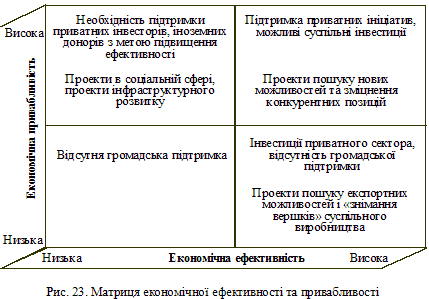 Висока
Економічна привабливість
Низька
Необхідність підтримки
приватних інвесторів, іноземних
донорів з метою підвищення
ефективності
Проекти в соціальній сфері,
проекти інфраструктурного
розвитку
Підтримка приватних ініціатив,
можливі суспільні інвестиції
Проекти пошуку нових
можливостей та зміцнення
конкурентних позицій
Відсутня громадська підтримка
Інвестиції приватного сектора,
відсутність громадської
підтримки
Проекти пошуку експортних
можливостей і «знімання
вершків» суспільного
виробництва
Низька Економічна ефективність Висока
Рис. 23. Матриця економічної ефективності та привабливості